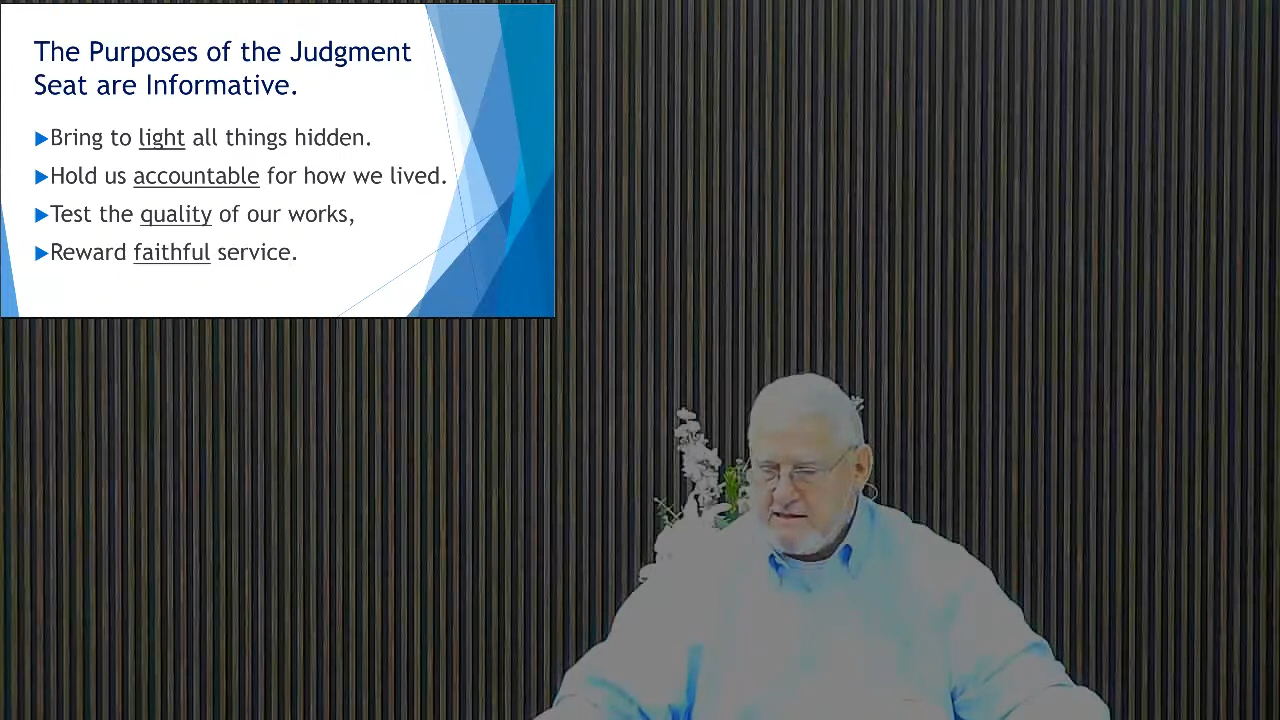 The Purposes of the Judgment
Seat are Informative.
Bring to light all things hidden.
Hold us accountable for how we lived.
Test the quality of our works,
Reward faithful service.